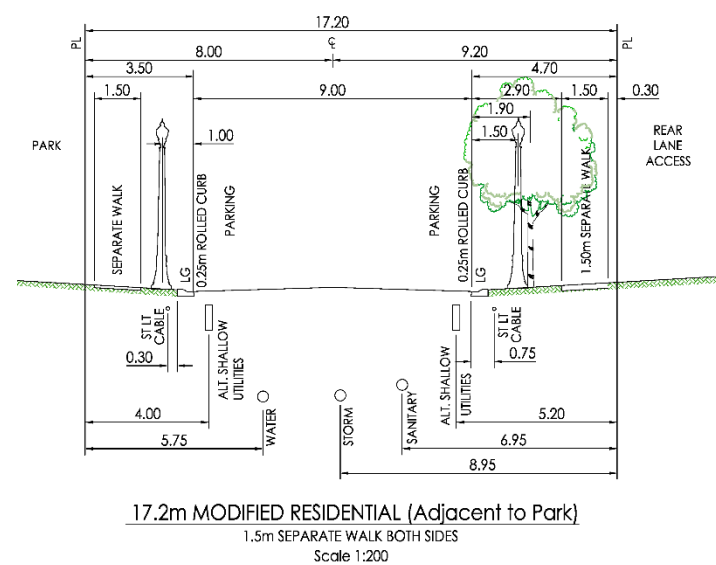 17.20
PL
℄
PL
8.00
9.20
3.50
4.70
9.00
2.90
1.50
0.30
1.50
1.90
1.00
1.50
PARK
REAR
LANE
ACCESS
SEPARATE WALK
LG
0.25m ROLLED CURB
PARKING
PARKING
0.25m ROLLED CURB
LG
1.50m SEPARATE WALK
ST LT
CABLE
ST LT
CABLE
0.30
0.75
ALT. SHALLOW
UTILITIES
ALT. SHALLOW
UTILITIES
4.00
5.20
WATER
STORM
SANITARY
5.75
6.95
8.95
17.2m MODIFIED RESIDENTIAL (Adjacent to Park)
1.5m SEPARATE WALK BOTH SIDES
Scale 1:200